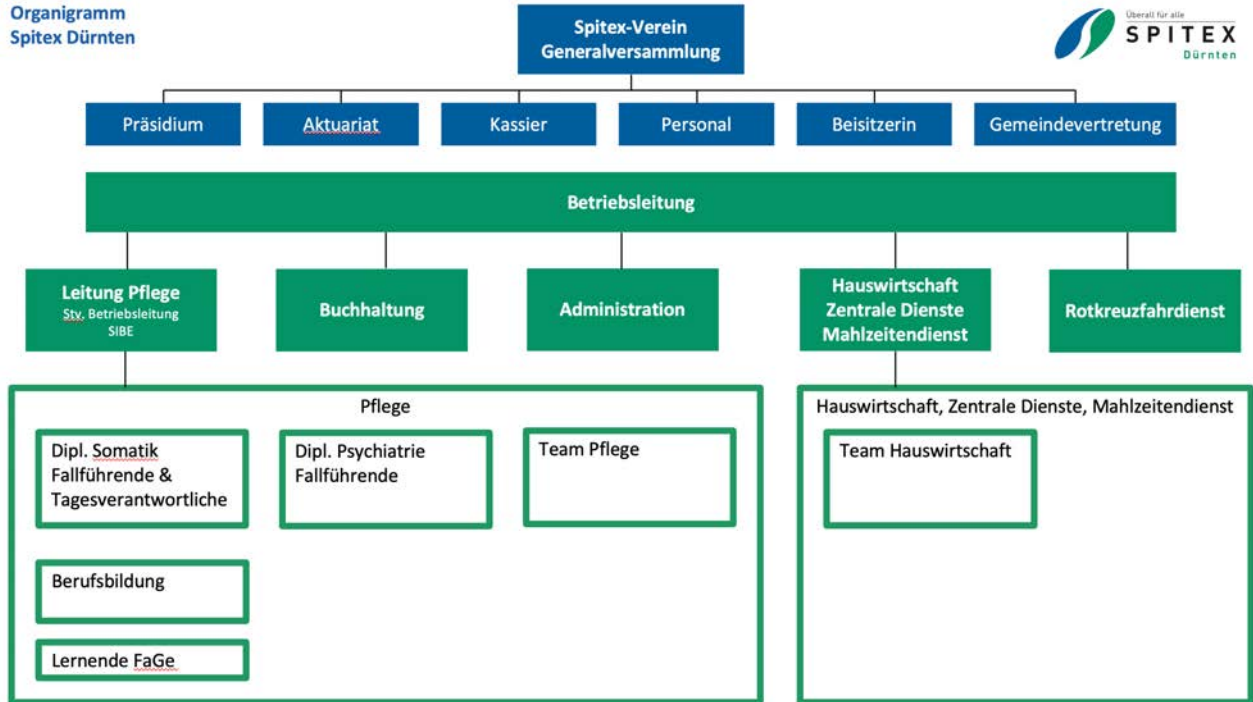 Organigramm
Spitex Dürnten
Spitex-Verein
Generalversammlung
Überall für alle
SPITEX
Dürnten
Präsidium
Aktuariat
Kassier
Personal
Beisitzerin
Gemeindevertretung
Betriebsleitung
Leitung Pflege
Stv. Betriebsleitung
SIBE
Buchhaltung
Administration
Hauswirtschaft
Zentrale Dienste
Mahlzeitendienst
Rotkreuzfahrdienst
Pflege
Dipl. Somatik
Fallführende &
Tagesverantwortliche
Dipl. Psychiatrie
Fallführende
Team Pflege
Berufsbildung
Lernende FaGe
Hauswirtschaft, Zentrale Dienste, Mahlzeitendienst
Team Hauswirtschaft